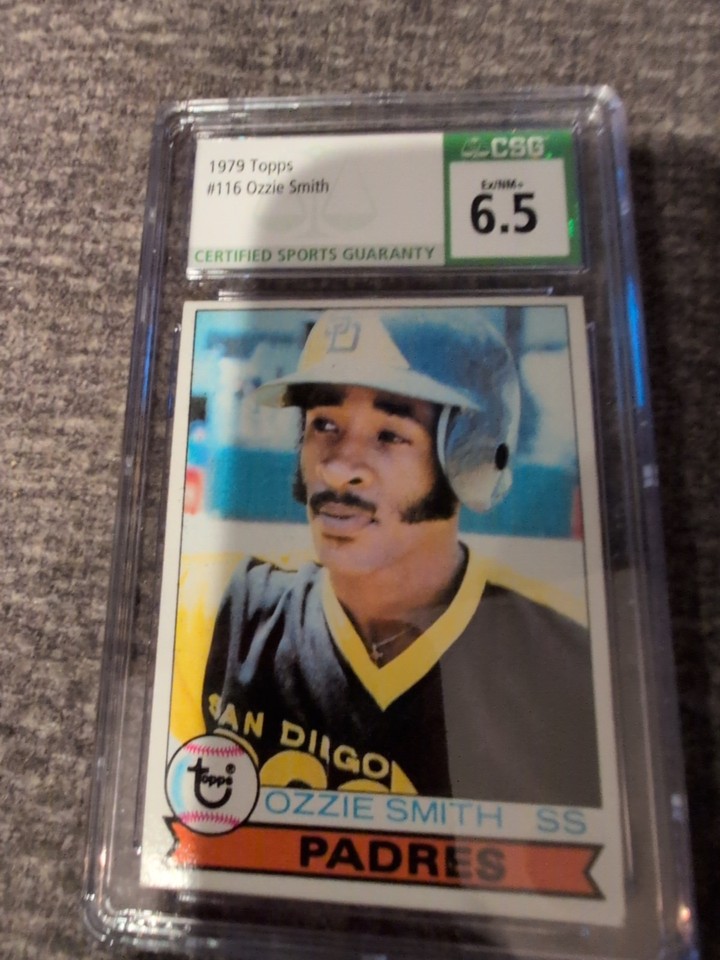 1979 Topps
#116 Ozzie Smith
CERTIFIED SPORTS GUARANTY
CSG
Ex/NM+
6.5
SAN DIEGO
topps®
OZZIE SMITH SS
PADRES